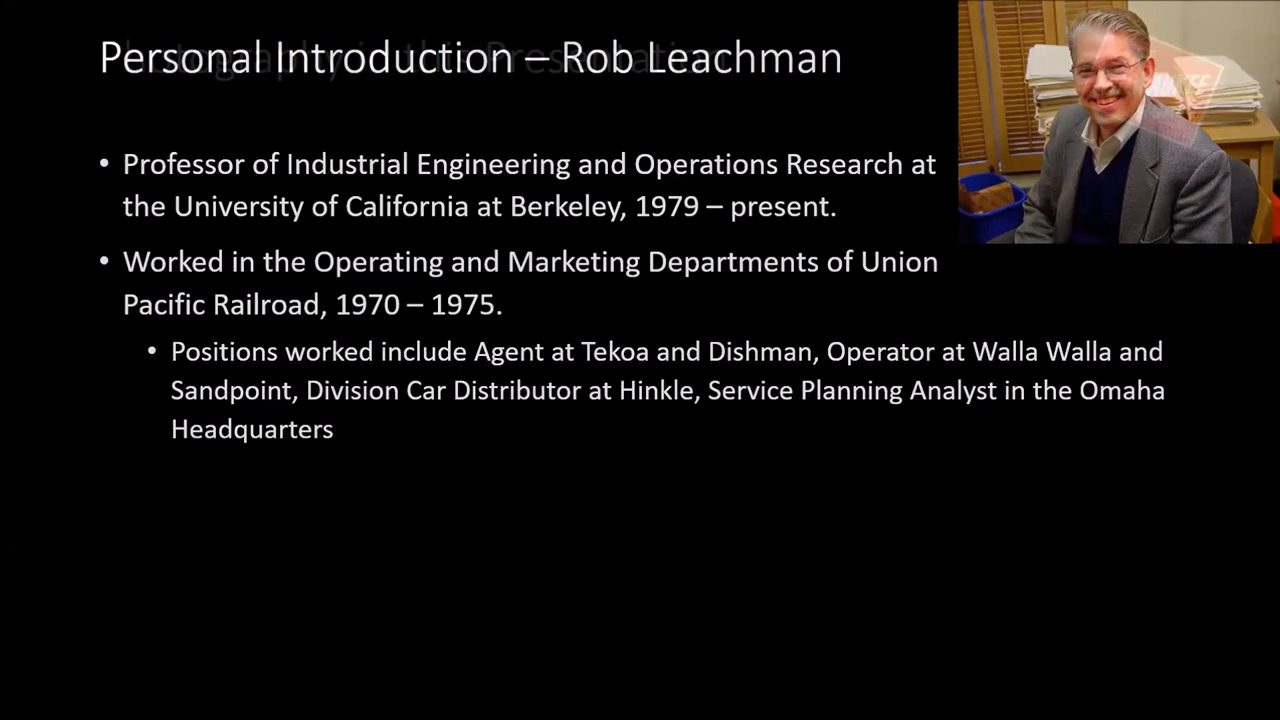 Personal Introduction – Rob Leachman
• Professor of Industrial Engineering and Operations Research at
the University of California at Berkeley, 1979 – present.
• Worked in the Operating and Marketing Departments of Union
Pacific Railroad, 1970 – 1975.
• Positions worked include Agent at Tekoa and Dishman, Operator at Walla Walla and
Sandpoint, Division Car Distributor at Hinkle, Service Planning Analyst in the Omaha
Headquarters